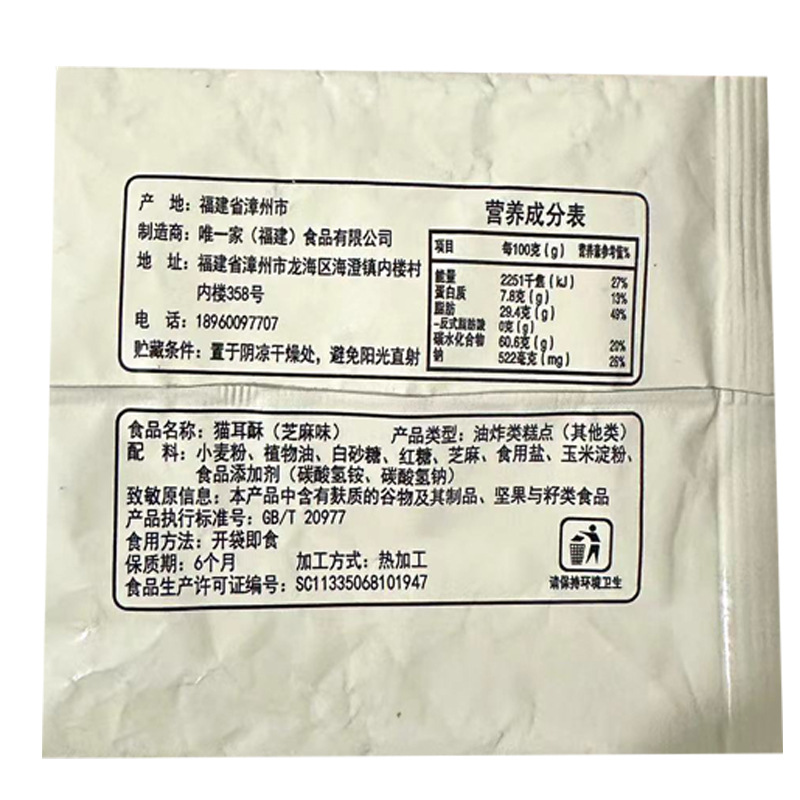 产 地：福建省漳州市
制造商：唯一家（福建）食品有限公司
地 址：福建省漳州市龙海区海澄镇内楼村
内楼358号
电 话：18960097707
贮藏条件：置于阴凉干燥处，避免阳光直射
营养成分表
项目 每100克(g) 营养素参考值%
能量 2251千焦(kJ) 27%
蛋白质 7.8克(g) 13%
脂肪 29.4克(g) 49%
-反式脂肪酸 0克(g)
碳水化合物 60.6克(g) 20%
钠 522毫克(mg) 26%
食品名称：猫耳酥（芝麻味） 产品类型：油炸类糕点（其他类）
配 料：小麦粉、植物油、白砂糖、红糖、芝麻、食用盐、玉米淀粉、
食品添加剂（碳酸氢铵、碳酸氢钠）
致敏原信息：本产品中含有麸质的谷物及其制品、坚果与籽类食品
产品执行标准号：GB/T 20977
食用方法：开袋即食
保质期：6个月 加工方式：热加工
食品生产许可证编号：SC11335068101947
请保持环境卫生